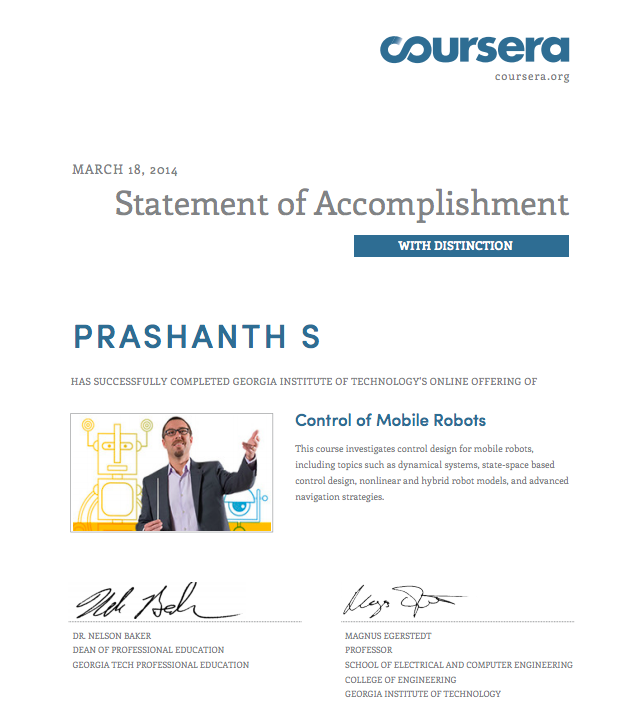 coursera
coursera.org
MARCH 18, 2014
Statement of Accomplishment
WITH DISTINCTION
PRASHANTH S
HAS SUCCESSFULLY COMPLETED GEORGIA INSTITUTE OF TECHNOLOGY'S ONLINE OFFERING OF
Control of Mobile Robots
This course investigates control design for mobile robots,
including topics such as dynamical systems, state-space based
control design, nonlinear and hybrid robot models, and advanced
navigation strategies.
DR. NELSON BAKER
DEAN OF PROFESSIONAL EDUCATION
GEORGIA TECH PROFESSIONAL EDUCATION
MAGNUS EGERSTEDT
PROFESSOR
SCHOOL OF ELECTRICAL AND COMPUTER ENGINEERING
COLLEGE OF ENGINEERING
GEORGIA INSTITUTE OF TECHNOLOGY